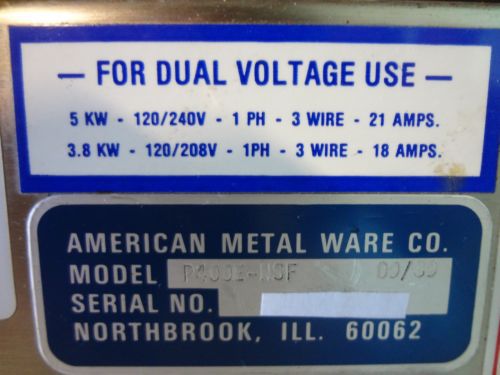 — FOR DUAL VOLTAGE USE —
5 KW - 120/240V - 1 PH - 3 WIRE - 21 AMPS.
3.8 KW - 120/208V - 1PH - 3 WIRE - 18 AMPS.
AMERICAN METAL WARE CO.
MODEL
SERIAL NO.
NORTHBROOK, ILL. 60062